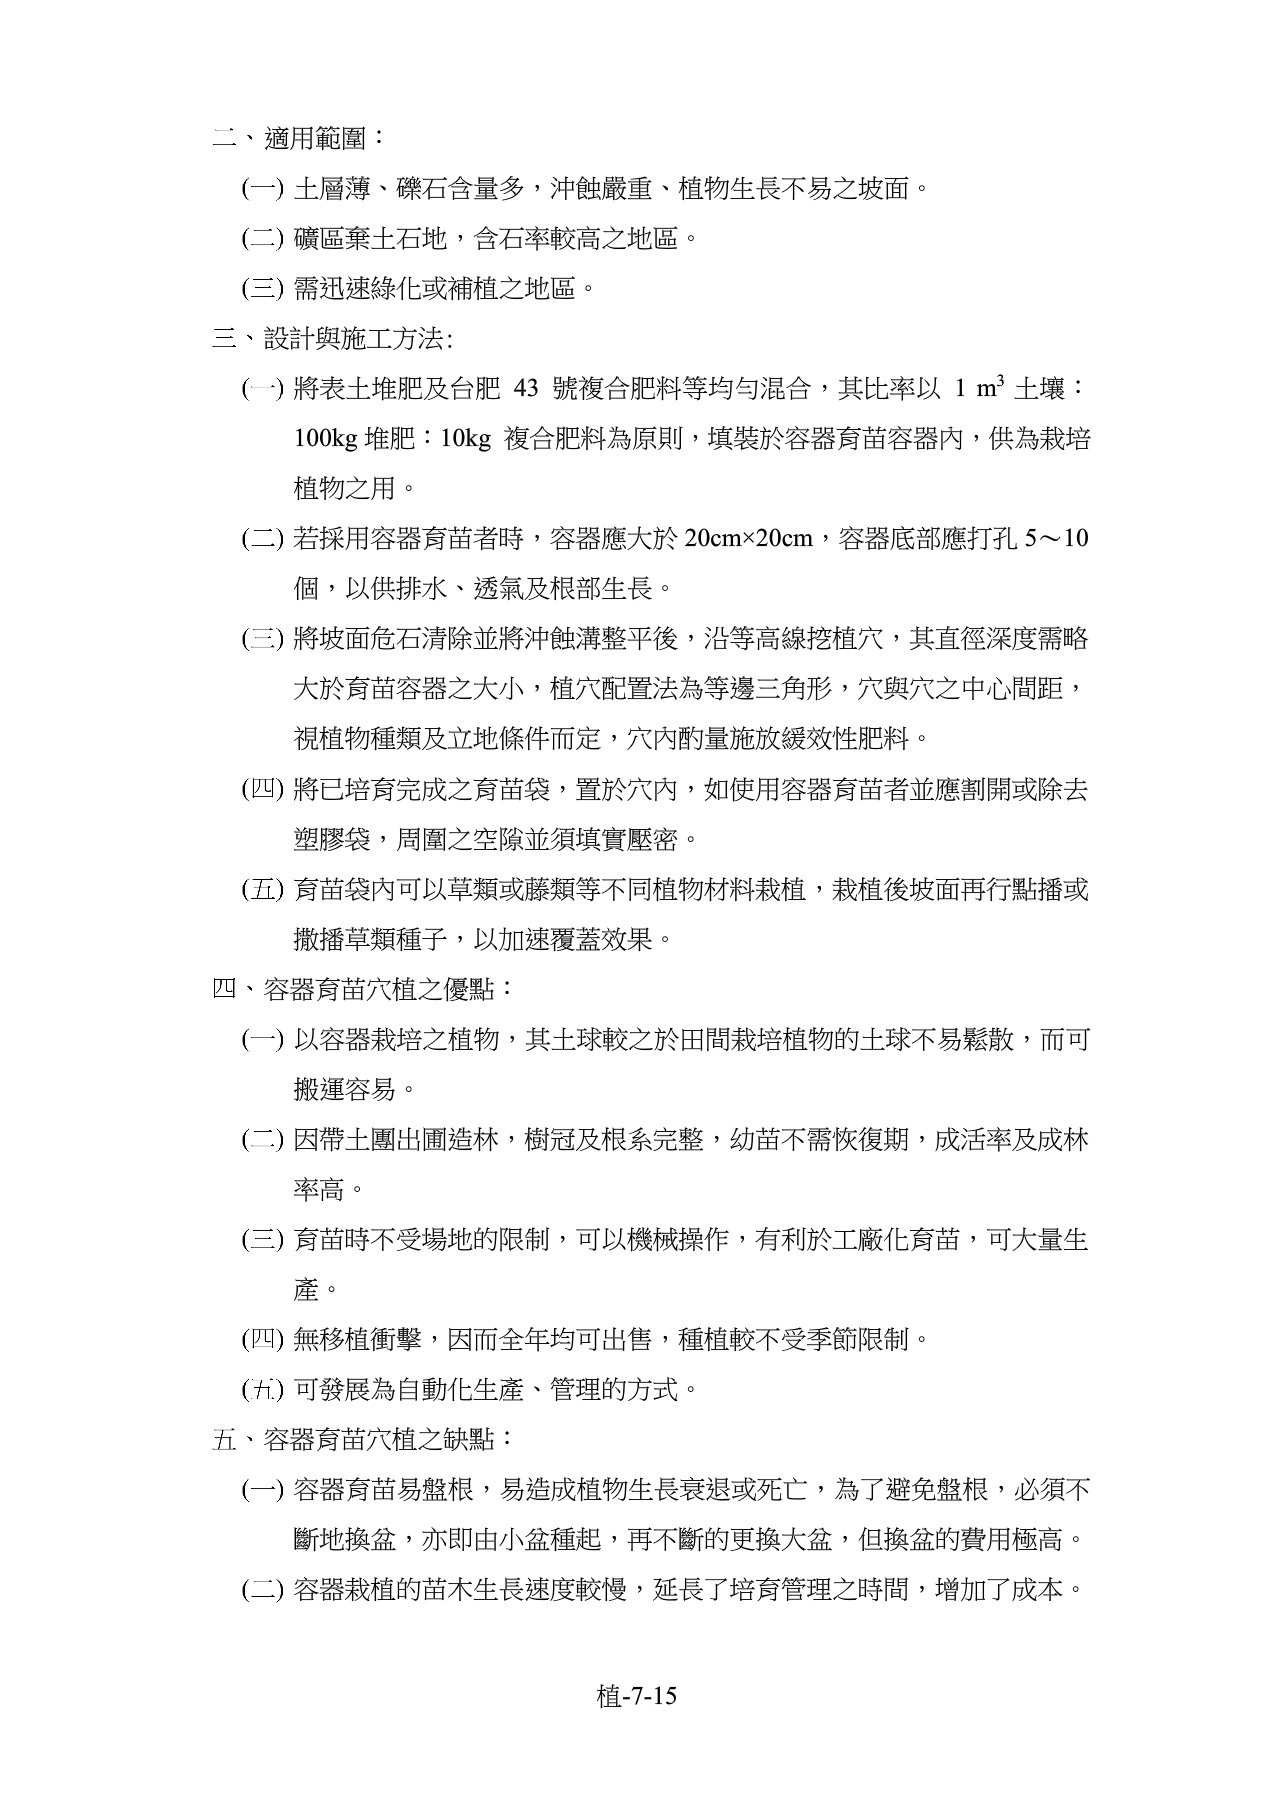 二、適用範圍：
(一) 土層薄、礫石含量多，沖蝕嚴重、植物生長不易之坡面。
(二) 礦區棄土石地，含石率較高之地區。
(三) 需迅速綠化或補植之地區。
三、設計與施工方法:
(一) 將表土堆肥及台肥 43 號複合肥料等均勻混合，其比率以 1 m³ 土壤：
100kg 堆肥：10kg 複合肥料為原則，填裝於容器育苗容器內，供為栽培
植物之用。
(二) 若採用容器育苗者時，容器應大於 20cm×20cm，容器底部應打孔 5～10
個，以供排水、透氣及根部生長。
(三) 將坡面危石清除並將沖蝕溝整平後，沿等高線挖植穴，其直徑深度需略
大於育苗容器之大小，植穴配置法為等邊三角形，穴與穴之中心間距，
視植物種類及立地條件而定，穴內酌量施放緩效性肥料。
(四) 將已培育完成之育苗袋，置於穴內，如使用容器育苗者並應割開或除去
塑膠袋，周圍之空隙並須填實壓密。
(五) 育苗袋內可以草類或藤類等不同植物材料栽植，栽植後坡面再行點播或
撒播草類種子，以加速覆蓋效果。
四、容器育苗穴植之優點：
(一) 以容器栽培之植物，其土球較之於田間栽培植物的土球不易鬆散，而可
搬運容易。
(二) 因帶土團出圃造林，樹冠及根系完整，幼苗不需恢復期，成活率及成林
率高。
(三) 育苗時不受場地的限制，可以機械操作，有利於工廠化育苗，可大量生
產。
(四) 無移植衝擊，因而全年均可出售，種植較不受季節限制。
(五) 可發展為自動化生產、管理的方式。
五、容器育苗穴植之缺點：
(一) 容器育苗易盤根，易造成植物生長衰退或死亡，為了避免盤根，必須不
斷地換盆，亦即由小盆種起，再不斷的更換大盆，但換盆的費用極高。
(二) 容器栽植的苗木生長速度較慢，延長了培育管理之時間，增加了成本。
植-7-15